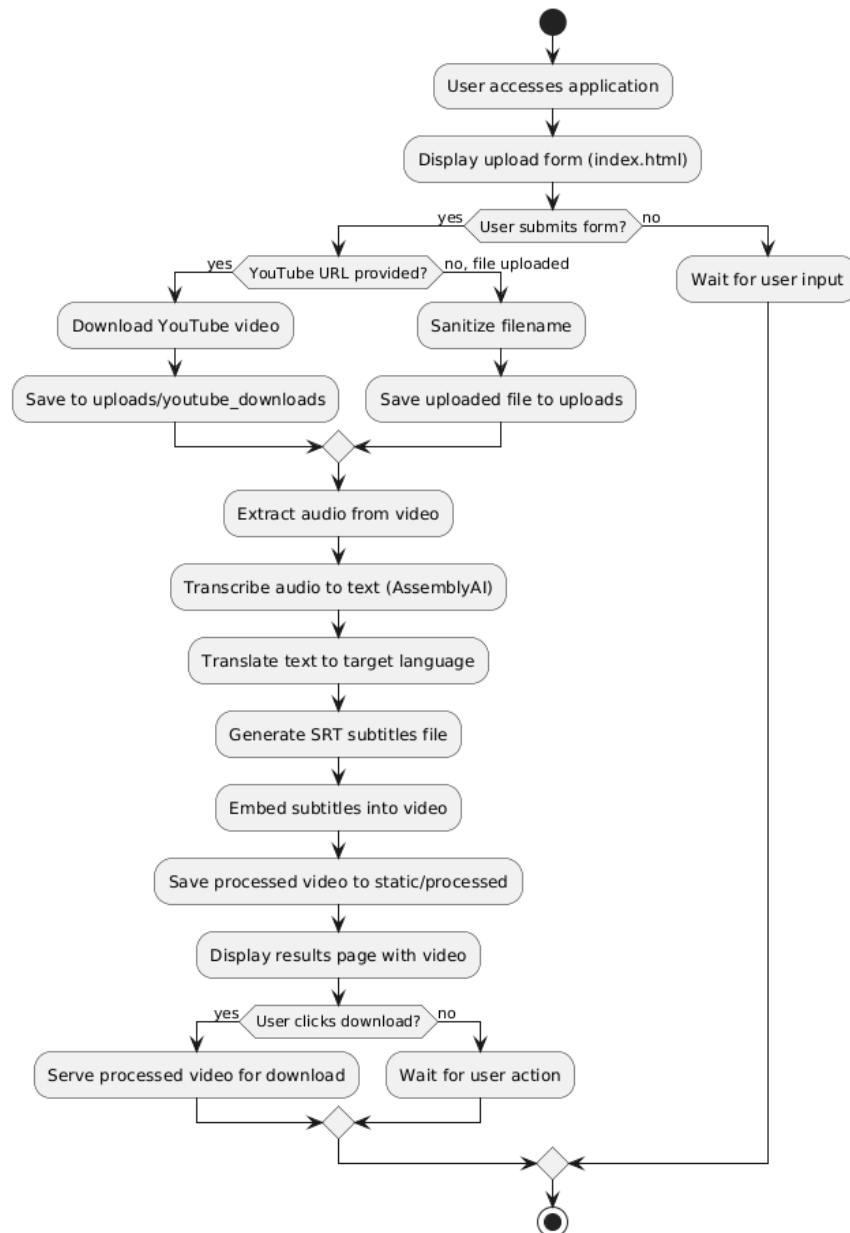 User accesses application
Display upload form (index.html)
yes
User submits form?
no
yes
YouTube URL provided?
no, file uploaded
Wait for user input
Download YouTube video
Sanitize filename
Save to uploads/youtube_downloads
Save uploaded file to uploads
Extract audio from video
Transcribe audio to text (AssemblyAI)
Translate text to target language
Generate SRT subtitles file
Embed subtitles into video
Save processed video to static/processed
Display results page with video
yes
User clicks download?
no
Serve processed video for download
Wait for user action